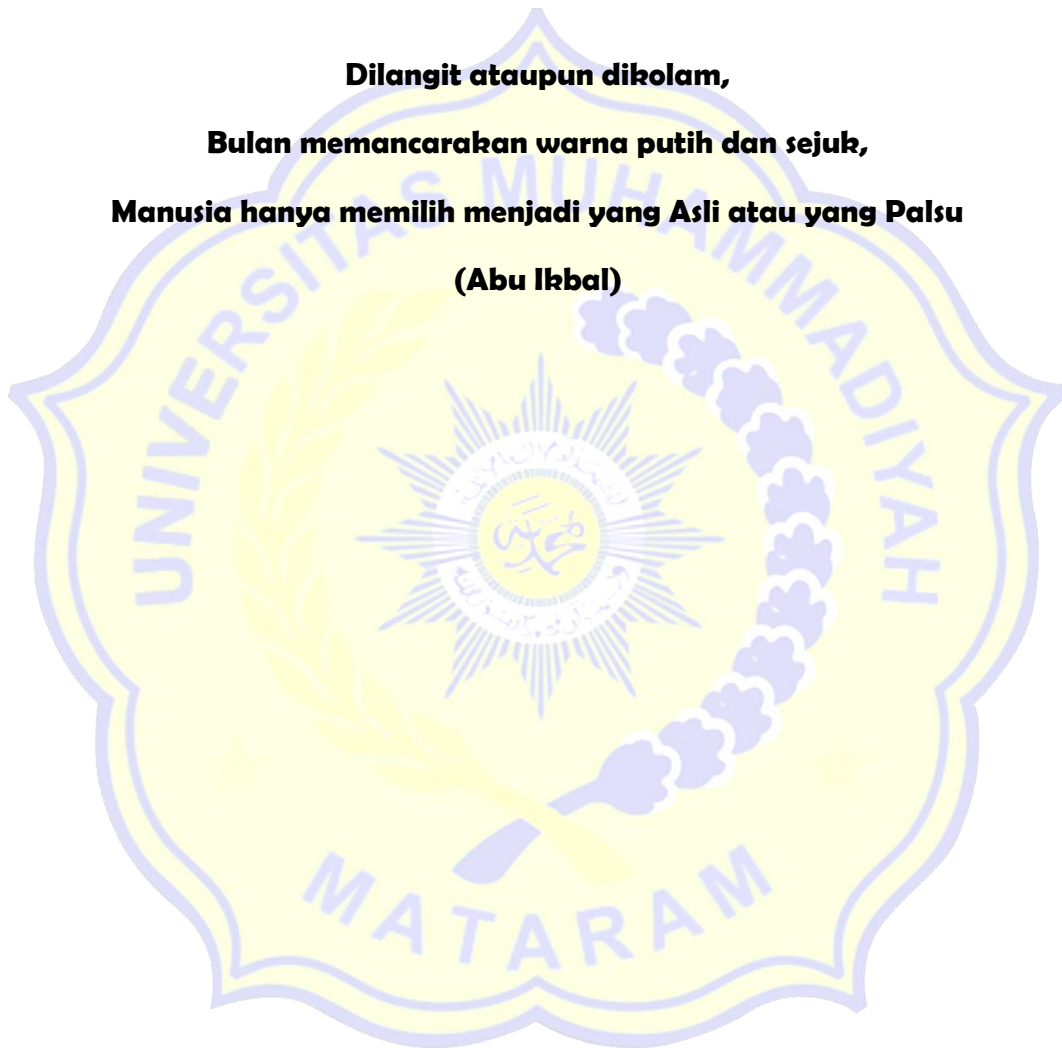 Dilangit ataupun dikolam,
Bulan memancarakan warna putih dan sejuk,
Manusia hanya memilih menjadi yang Asli atau yang Palsu
(Abu Ikbal)
UNIVERSITAS MUHAMMADIYAH
MATARAM